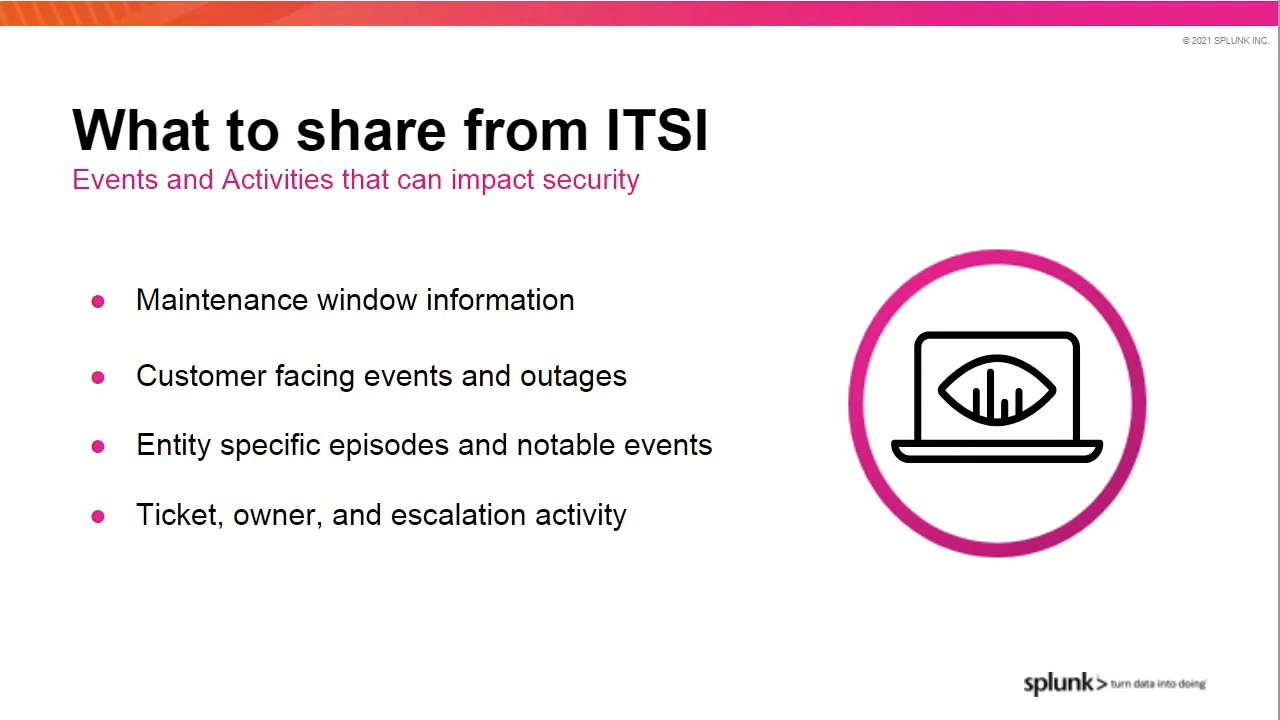 © 2021 SPLUNK INC.
What to share from ITSI
Events and Activities that can impact security
● Maintenance window information
● Customer facing events and outages
● Entity specific episodes and notable events
● Ticket, owner, and escalation activity
splunk> turn data into doing